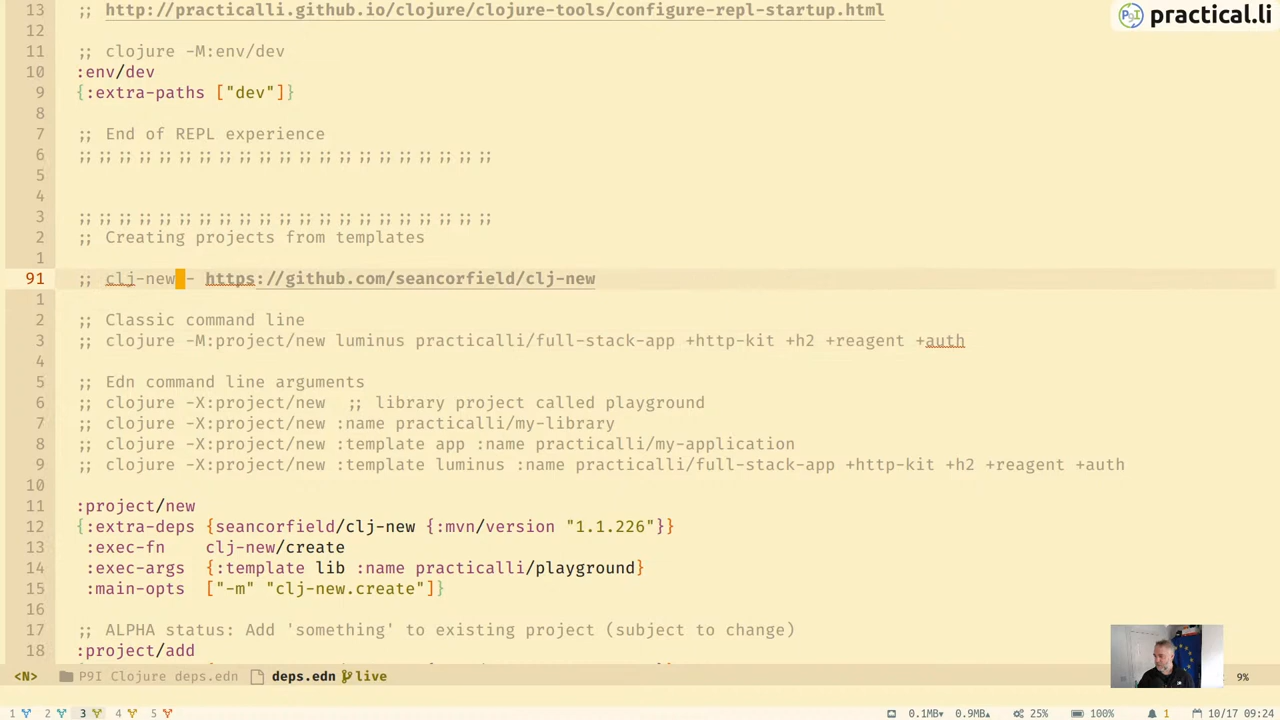 13 http://practicalli.github.io/clojure/clojure-tools/configure-repl-startup.html
practical.li
12
11 ;; clojure -M:env/dev
10 :env/dev
9 {:extra-paths ["dev"]}
8
7 ;; End of REPL experience
6 ;; ;; ;; ;; ;; ;; ;; ;; ;; ;; ;; ;; ;; ;; ;; ;; ;; ;; ;; ;; ;;
5
4
3 ;; ;; ;; ;; ;; ;; ;; ;; ;; ;; ;; ;; ;; ;; ;; ;; ;; ;; ;; ;; ;;
2 ;; Creating projects from templates
1
91 ;; clj-new - https://github.com/seancorfield/clj-new
1
2 ;; Classic command line
3 ;; clojure -M:project/new luminus practicalli/full-stack-app +http-kit +h2 +reagent +auth
4
5 ;; Edn command line arguments
6 ;; clojure -X:project/new ;; library project called playground
7 ;; clojure -X:project/new :name practicalli/my-library
8 ;; clojure -X:project/new :template app :name practicalli/my-application
9 ;; clojure -X:project/new :template luminus :name practicalli/full-stack-app +http-kit +h2 +reagent +auth
10
11 :project/new
12 {:extra-deps {seancorfield/clj-new {:mvn/version "1.1.226"}}
13 :exec-fn clj-new/create
14 :exec-args {:template lib :name practicalli/playground}
15 :main-opts ["-m" "clj-new.create"]}
16
17 ;; ALPHA status: Add 'something' to existing project (subject to change)
18 :project/add
<N> P9I Clojure deps.edn deps.edn live 9%
1 2 3 4 5 0.1MB 0.9MB 25% 100% 1 10/17 09:24